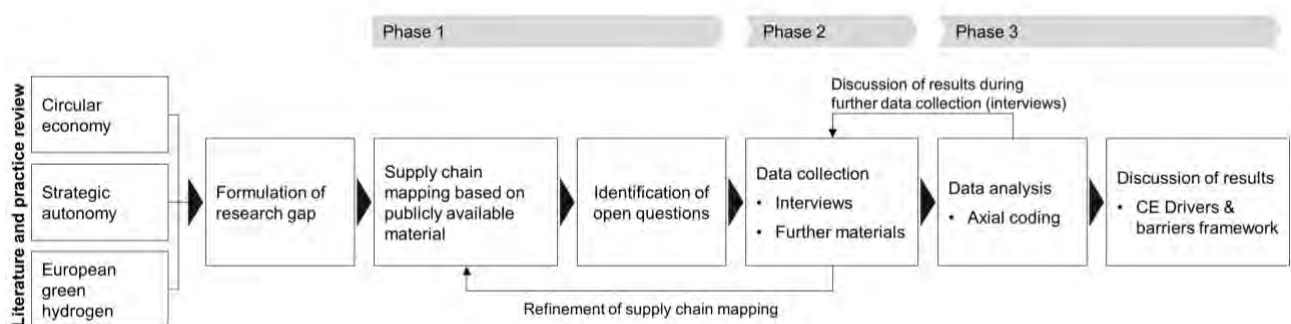 Phase 1
Phase 2
Phase 3
Literature and practice review
Circular
economy
Strategic
autonomy
European
green
hydrogen
Formulation of
research gap
Supply chain
mapping based on
publicly available
material
Identification of
open questions
Data collection
• Interviews
• Further materials
Discussion of results during
further data collection (interviews)
Data analysis
• Axial coding
Discussion of results
• CE Drivers &
barriers framework
Refinement of supply chain mapping